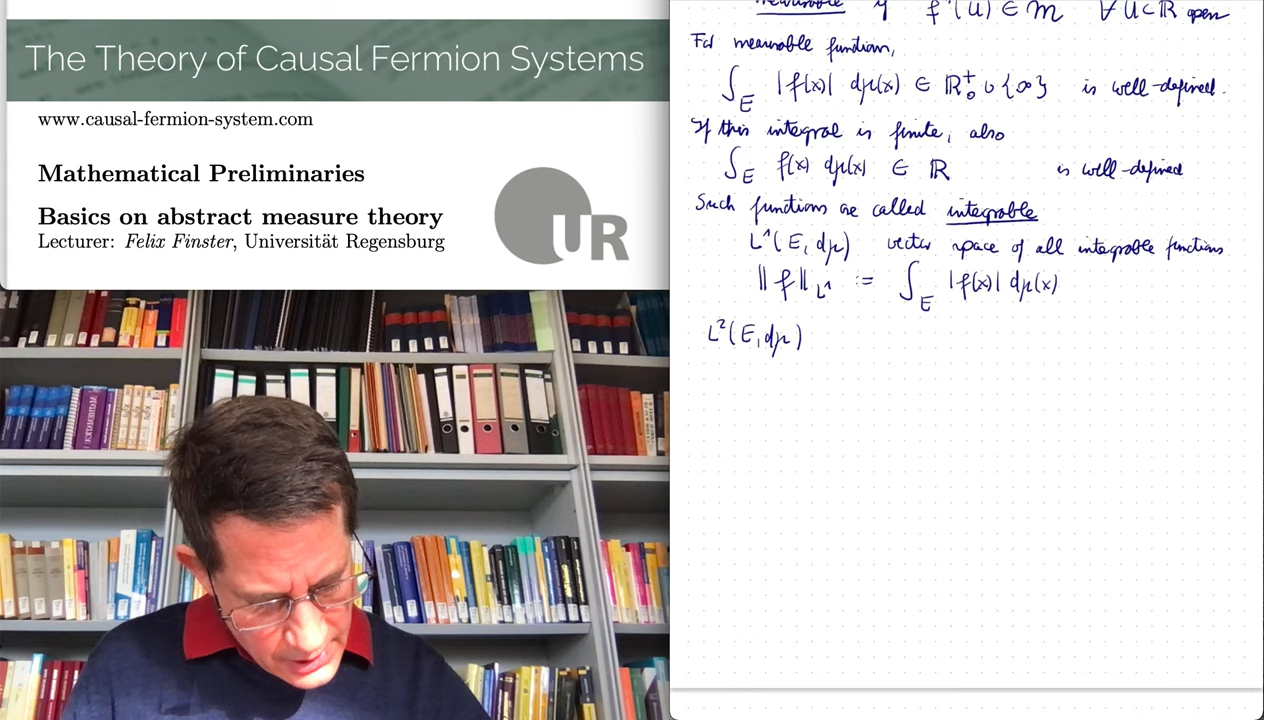 The Theory of Causal Fermion Systems
www.causal-fermion-system.com
Mathematical Preliminaries
Basics on abstract measure theory
Lecturer: Felix Finster, Universität Regensburg
UR
measurable if f⁻¹(U) ∈ m ∀ U⊂ℝ open
For measurable functions,
∫_E |f(x)| dμ(x) ∈ ℝ₀⁺ ∪ {∞} is well-defined.
If this integral is finite, also
∫_E f(x) dμ(x) ∈ ℝ is well-defined
Such functions are called integrable
L¹(E, dμ) vector space of all integrable functions
‖f‖_L¹ := ∫_E |f(x)| dμ(x)
L²(E, dμ)